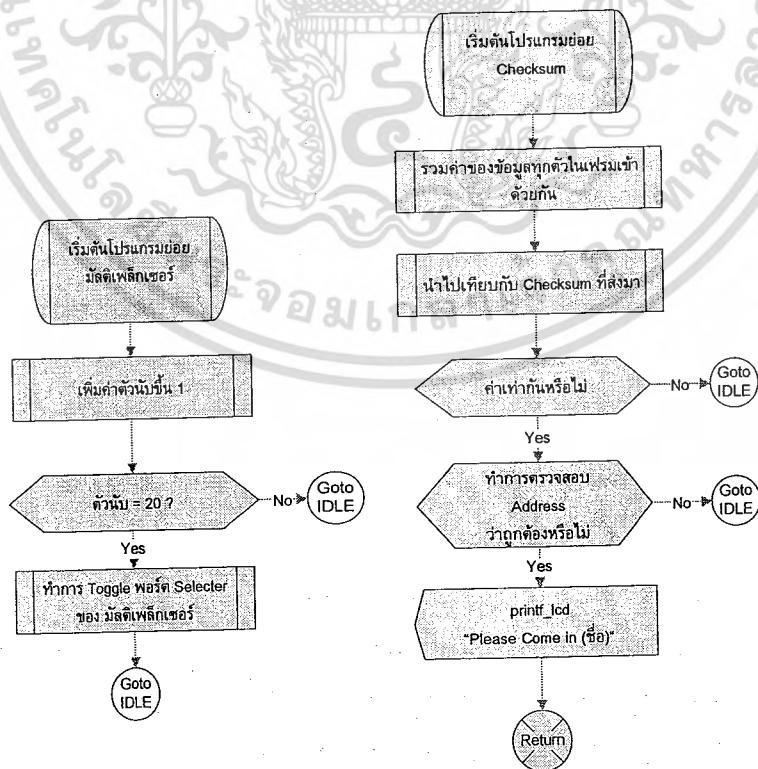 เริ่มต้นโปรแกรมย่อย
มัลติเพล็กเซอร์
เพิ่มค่าตัวนับขึ้น 1
ตัวนับ = 20 ?
No
Goto
IDLE
Yes
ทำการ Toggle พอร์ต Selecter
ของ มัลติเพล็กเซอร์
Goto
IDLE
เริ่มต้นโปรแกรมย่อย
Checksum
รวมค่าของข้อมูลทุกตัวในเฟรมเข้า
ด้วยกัน
นำไปเทียบกับ Checksum ที่ส่งมา
ค่าเท่ากันหรือไม่
No
Goto
IDLE
Yes
ทำการตรวจสอบ
Address
ว่าถูกต้องหรือไม่
No
Goto
IDLE
Yes
printf_lcd
"Please Come in (ชื่อ)"
Return